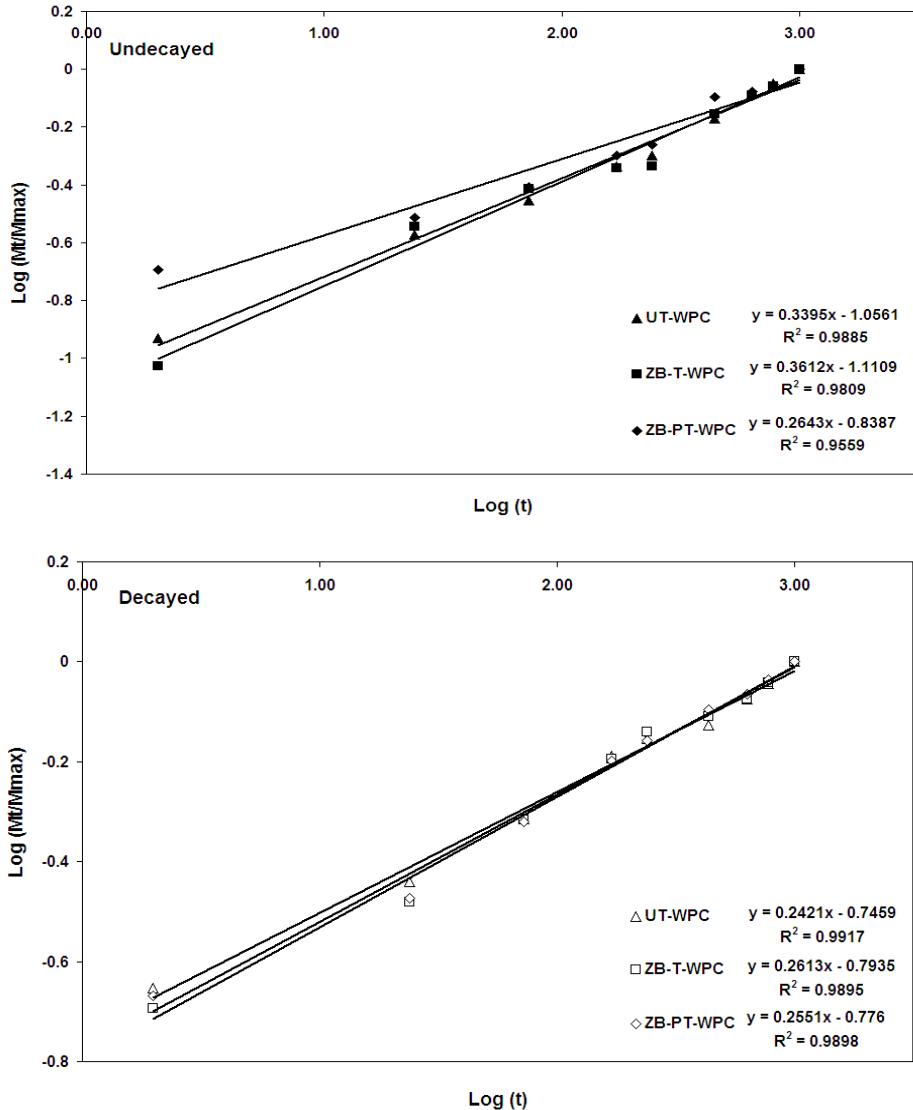 0.2
0.00 1.00 2.00 3.00
Undecayed
0
-0.2
-0.4
-0.6
-0.8
-1
-1.2
-1.4
Log (Mt/Mmax)
UT-WPC y = 0.3395x - 1.0561
R² = 0.9885
ZB-T-WPC y = 0.3612x - 1.1109
R² = 0.9809
ZB-PT-WPC y = 0.2643x - 0.8387
R² = 0.9559
Log (t)
0.2
0.00 1.00 2.00 3.00
Decayed
0
-0.2
-0.4
-0.6
-0.8
Log (Mt/Mmax)
UT-WPC y = 0.2421x - 0.7459
R² = 0.9917
ZB-T-WPC y = 0.2613x - 0.7935
R² = 0.9895
ZB-PT-WPC y = 0.2551x - 0.776
R² = 0.9898
Log (t)